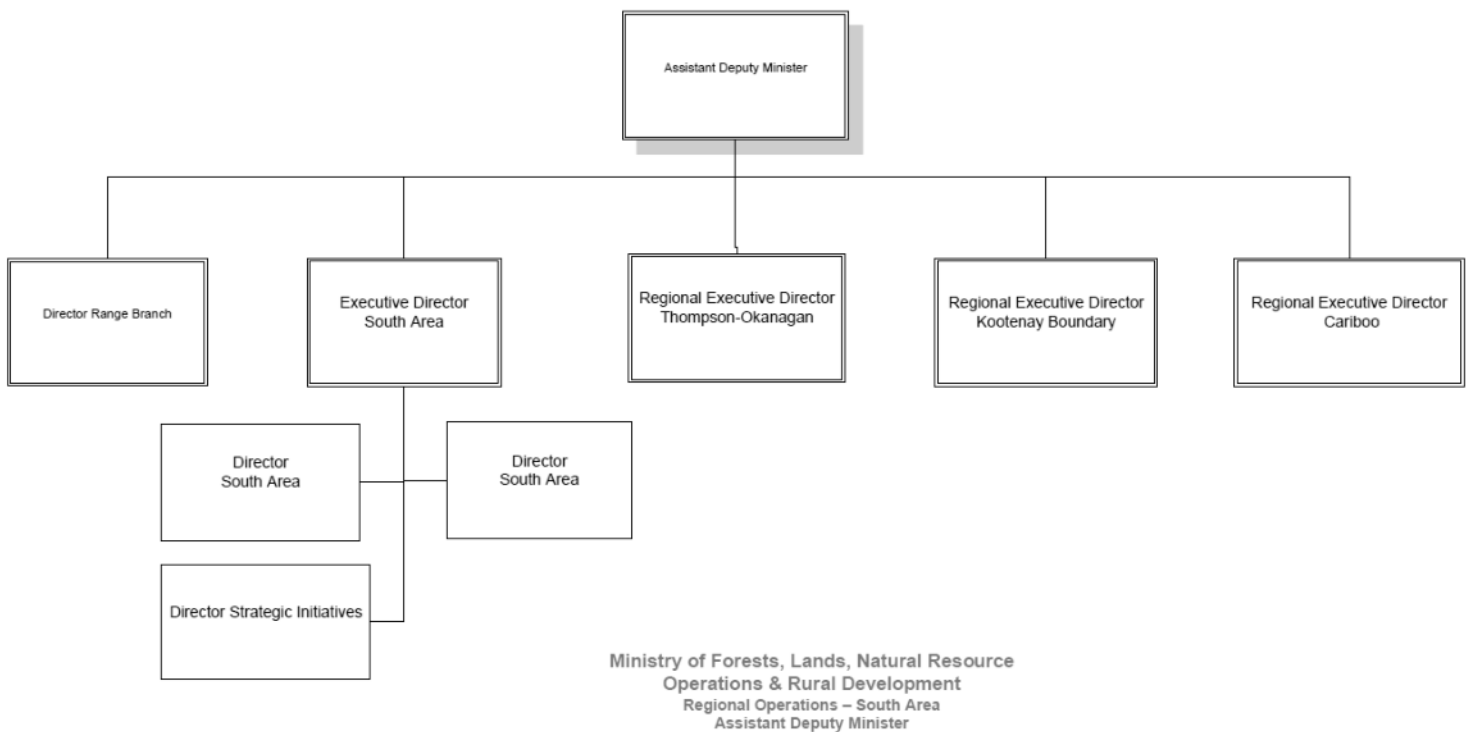 Assistant Deputy Minister
Director Range Branch
Executive Director
South Area
Regional Executive Director
Thompson-Okanagan
Regional Executive Director
Kootenay Boundary
Regional Executive Director
Cariboo
Director
South Area
Director
South Area
Director Strategic Initiatives
Ministry of Forests, Lands, Natural Resource
Operations & Rural Development
Regional Operations – South Area
Assistant Deputy Minister